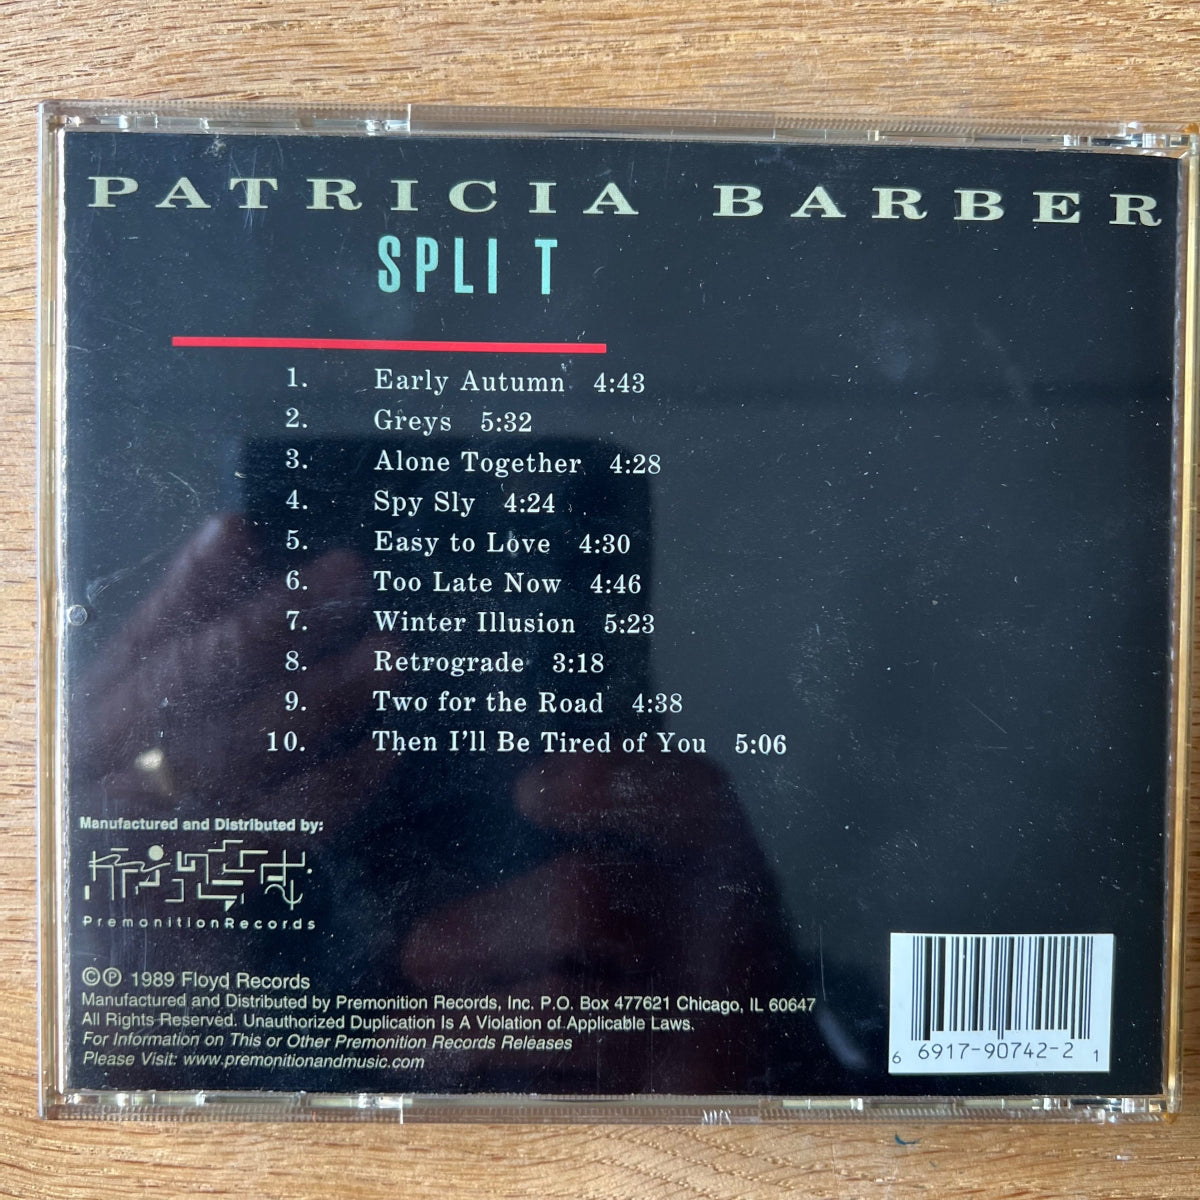 PATRICIA BARBER
SPLIT
1. Early Autumn 4:43
2. Greys 5:32
3. Alone Together 4:28
4. Spy Sly 4:24
5. Easy to Love 4:30
6. Too Late Now 4:46
7. Winter Illusion 5:23
8. Retrograde 3:18
9. Two for the Road 4:38
10. Then I'll Be Tired of You 5:06
Manufactured and Distributed by:
PremonitionRecords
©℗ 1989 Floyd Records
Manufactured and Distributed by Premonition Records, Inc. P.O. Box 477621 Chicago, IL 60647
All Rights Reserved. Unauthorized Duplication Is A Violation of Applicable Laws.
For Information on This or Other Premonition Records Releases
Please Visit: www.premonitionandmusic.com
6 6917-90742-2 1